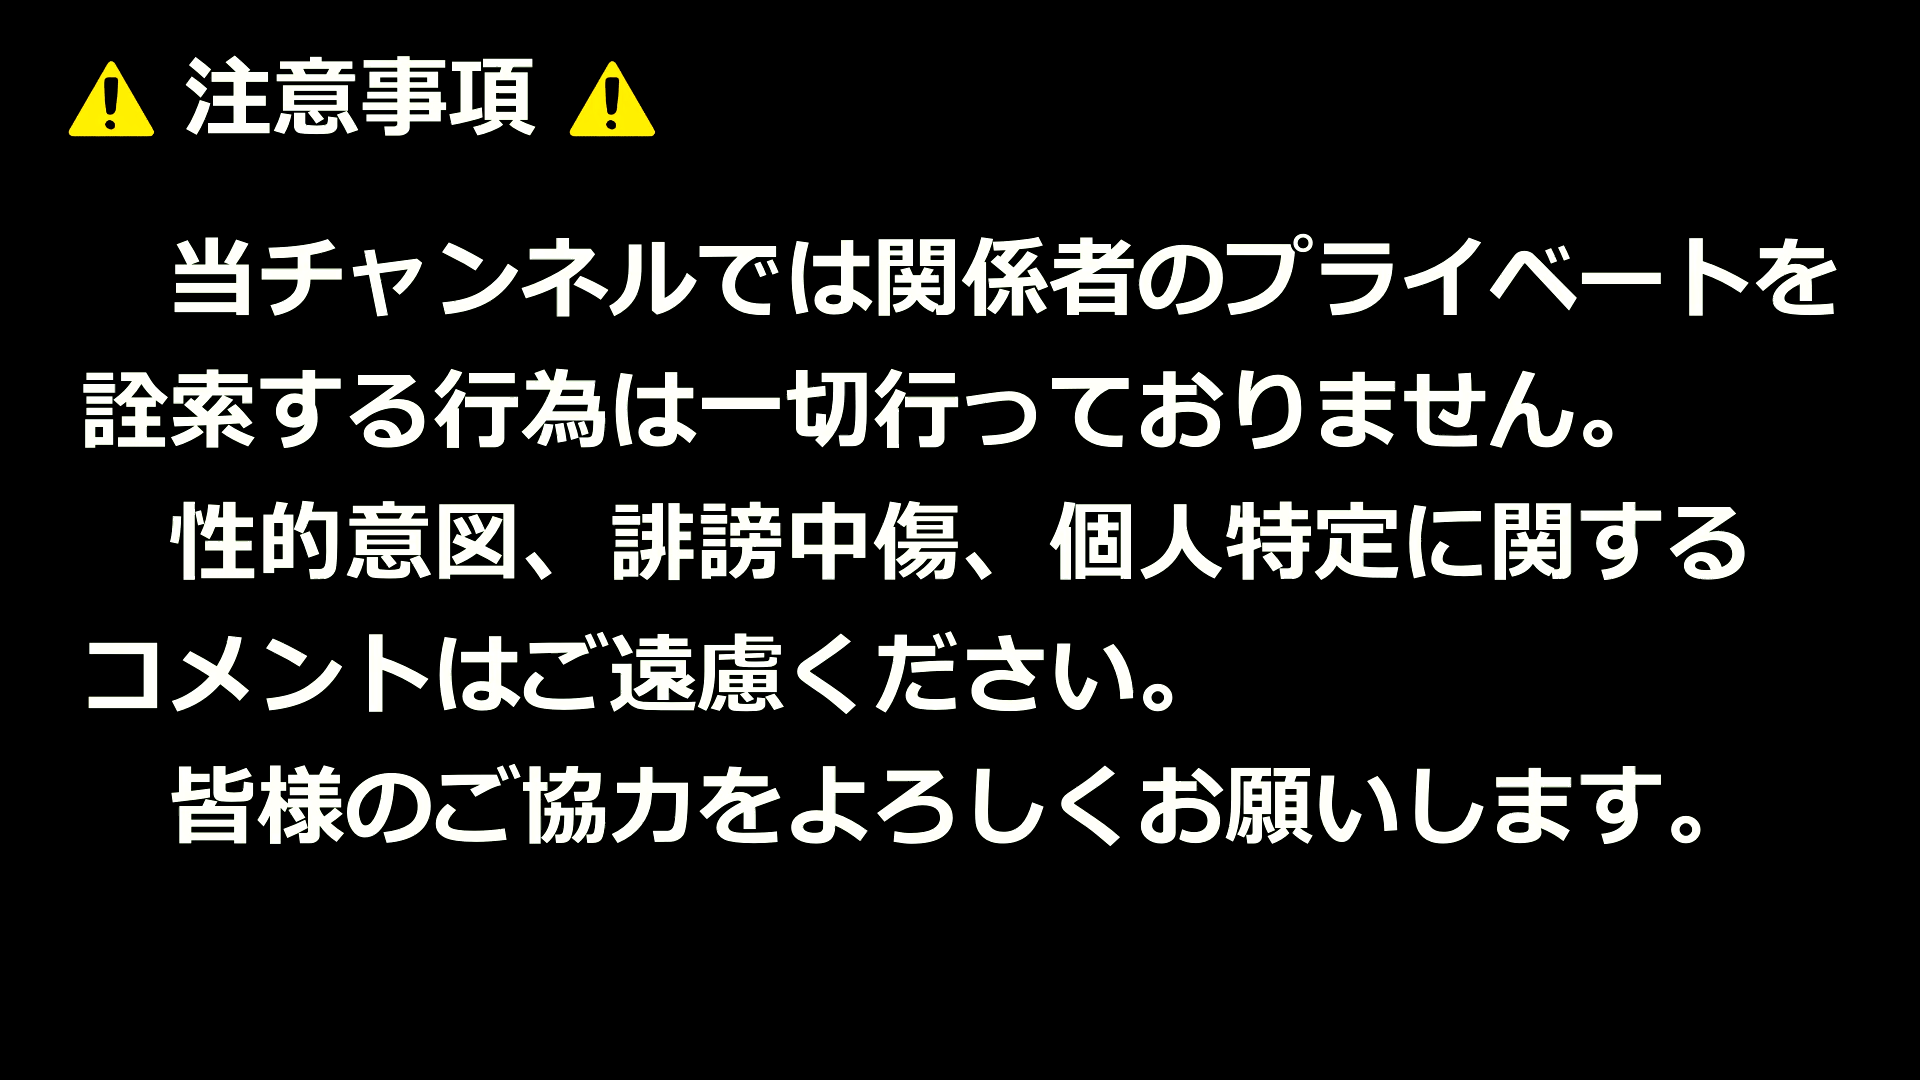 ⚠ 注意事項 ⚠
当チャンネルでは関係者のプライベートを
詮索する行為は一切行っておりません。
性的意図、誹謗中傷、個人特定に関する
コメントはご遠慮ください。
皆様のご協力をよろしくお願いします。